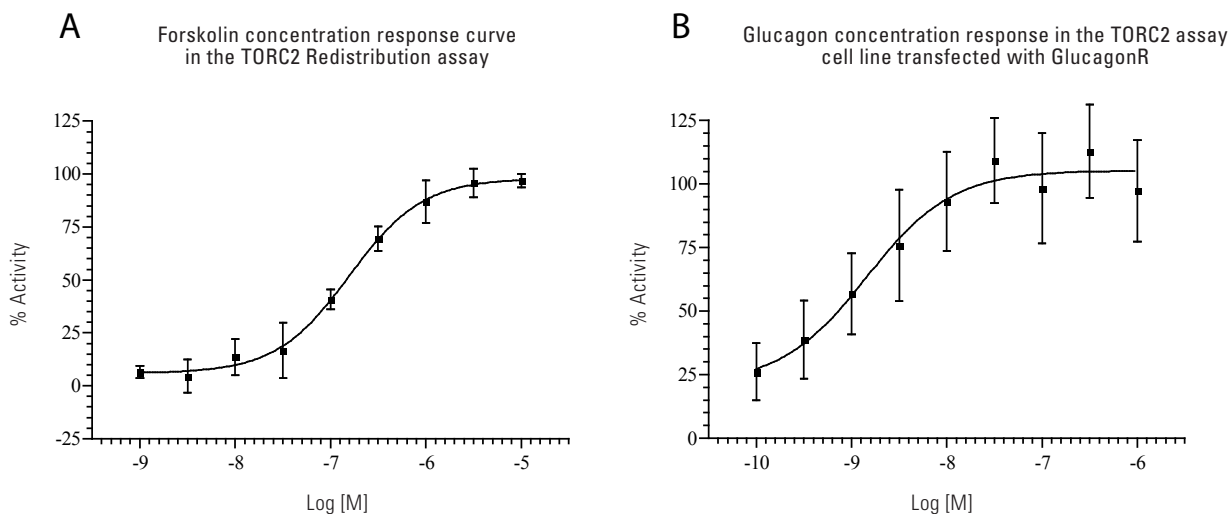 A
Forskolin concentration response curve
in the TORC2 Redistribution assay
125
100
75
50
25
0
-25
% Activity
-9
-8
-7
-6
-5
Log [M]
B
Glucagon concentration response in the TORC2 assay
cell line transfected with GlucagonR
125
100
75
50
25
0
% Activity
-10
-9
-8
-7
-6
Log [M]